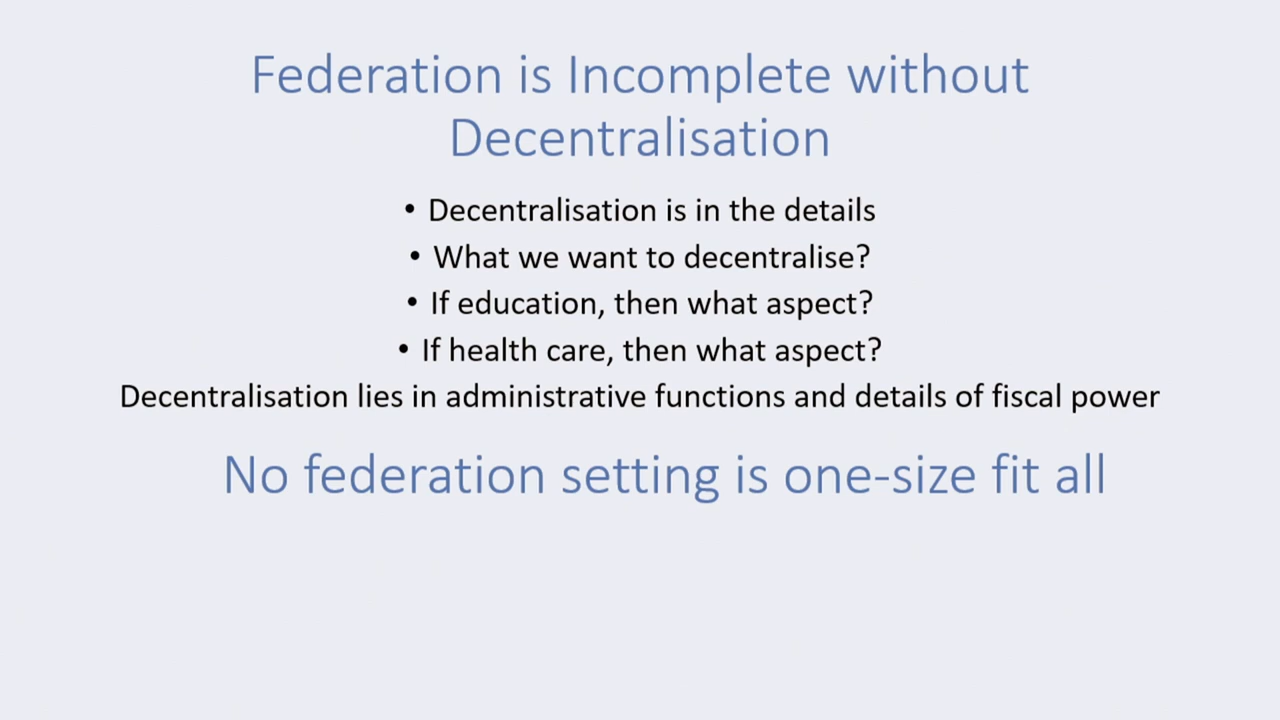 Federation is Incomplete without
Decentralisation
• Decentralisation is in the details
• What we want to decentralise?
• If education, then what aspect?
• If health care, then what aspect?
Decentralisation lies in administrative functions and details of fiscal power
No federation setting is one-size fit all